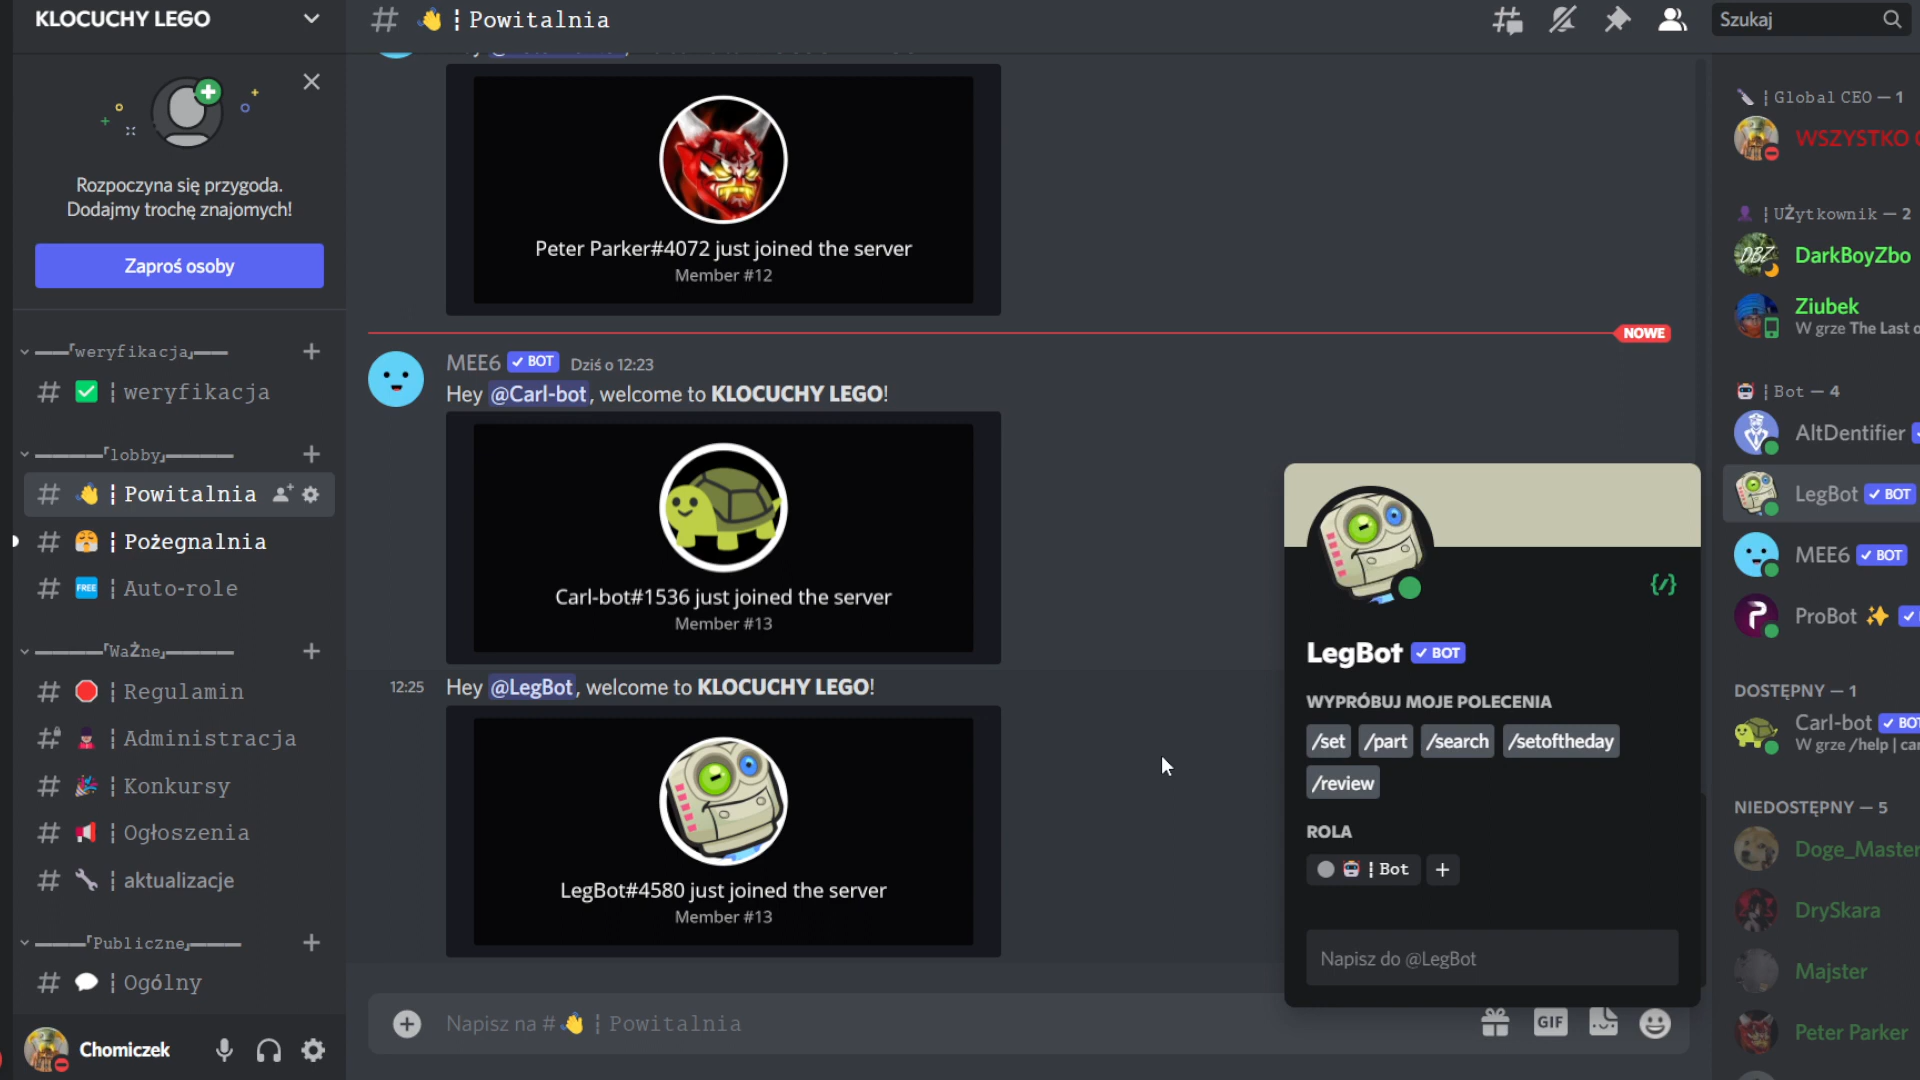 KLOCUCHY LEGO
Rozpoczyna się przygoda.
Dodajmy trochę znajomych!
Zaproś osoby
「weryfikacja」
weryfikacja
「lobby」
Powitalnia
Pożegnalnia
FREE
Auto-role
「WaŻne」
Regulamin
Administracja
Konkursy
Ogłoszenia
aktualizacje
「Publiczne」
Ogólny
Chomiczek
# 👋 ┆ Powitalnia
Szukaj
Peter Parker#4072 just joined the server
Member #12
NOWE
MEE6 ✓ BOT Dziś o 12:23
Hey @Carl-bot, welcome to KLOCUCHY LEGO!
Carl-bot#1536 just joined the server
Member #13
12:25 Hey @LegBot, welcome to KLOCUCHY LEGO!
LegBot#4580 just joined the server
Member #13
Napisz na # 👋 ┆ Powitalnia
GIF
LegBot ✓ BOT
WYPRÓBUJ MOJE POLECENIA
/set /part /search /setoftheday
/review
ROLA
┆ Bot +
Napisz do @LegBot
┆ Global CEO — 1
WSZYSTKO
┆ UŻytkownik — 2
DBZ
DarkBoyZbo
Ziubek
W grze The Last
┆ Bot — 4
AltDentifier
LegBot ✓ BOT
MEE6 ✓ BOT
ProBot ✨
DOSTĘPNY — 1
Carl-bot ✓ BOT
W grze /help | car
NIEDOSTĘPNY — 5
Doge_Master
DrySkara
Majster
Peter Parker